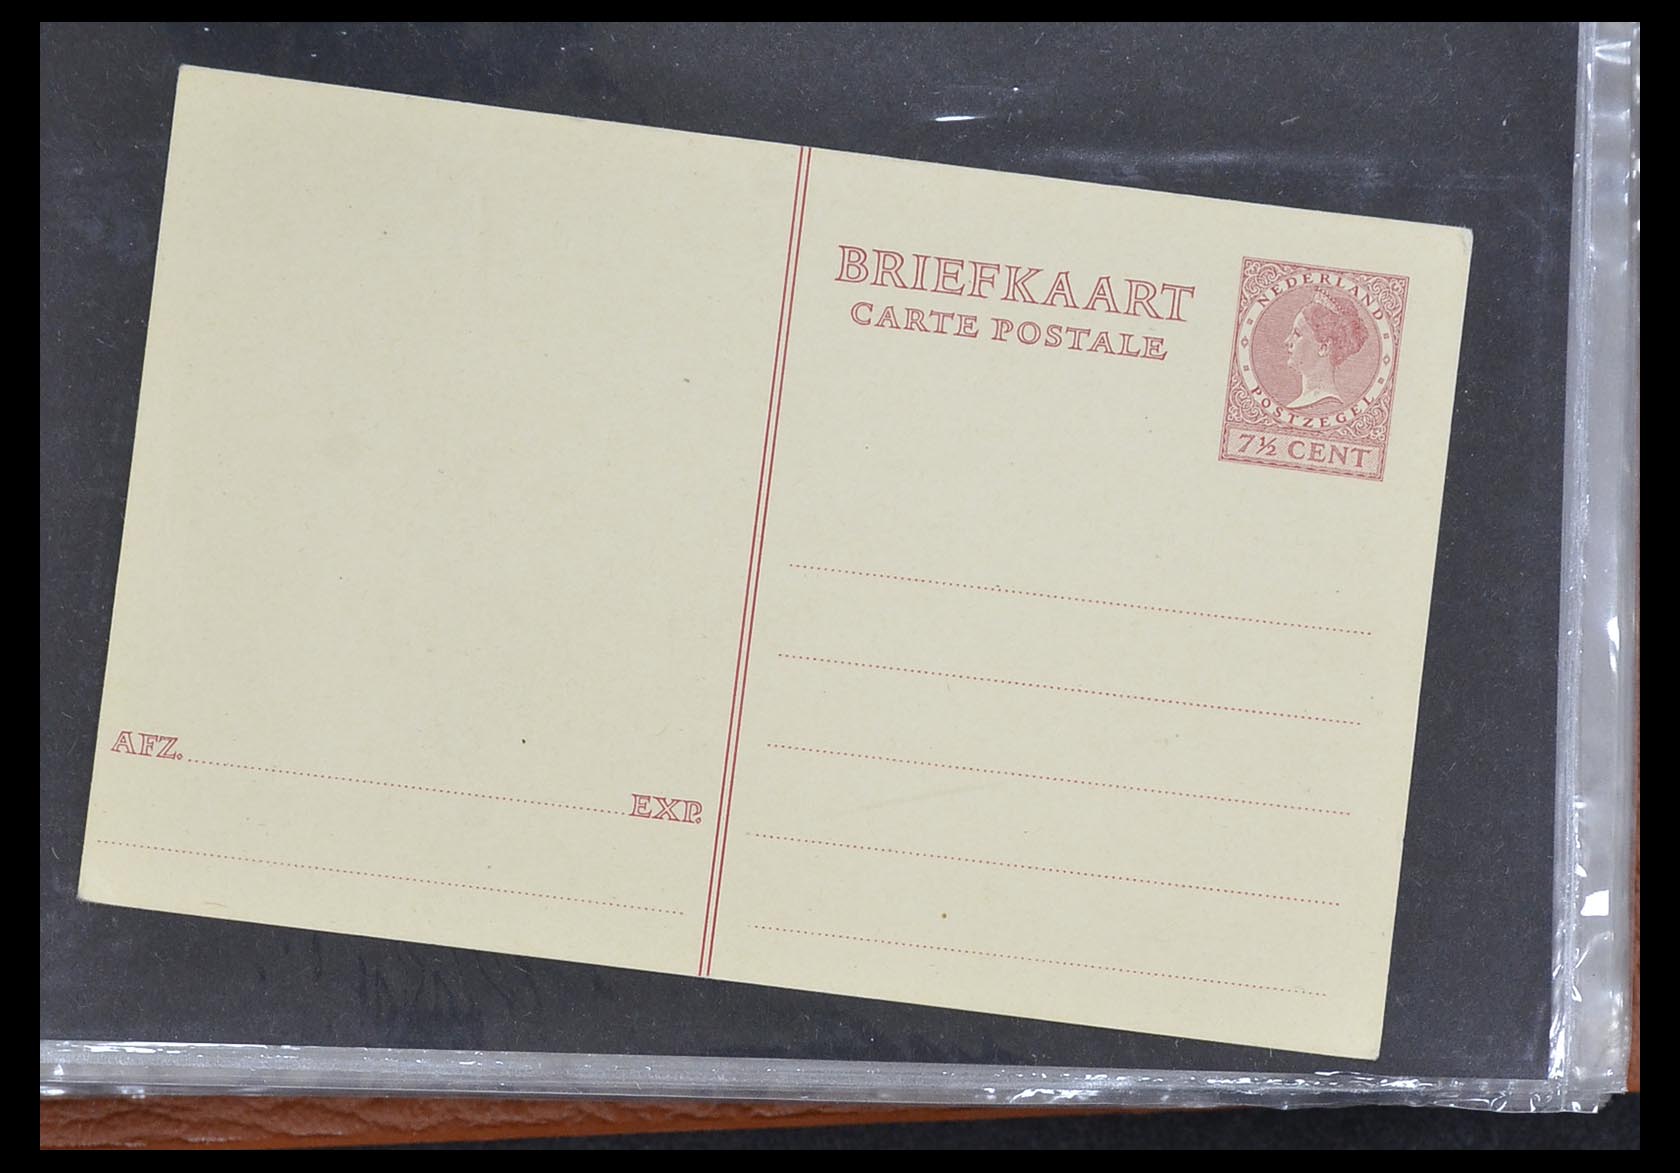 BRIEFKAART
CARTE POSTALE
NEDERLAND
POSTZEGEL
7½ CENT
AFZ.
EXP.